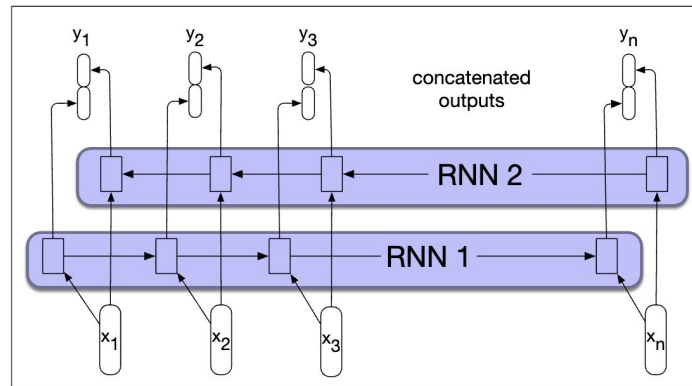 y1 y2 y3 yn
concatenated
outputs
RNN 2
RNN 1
x1 x2 x3 xn